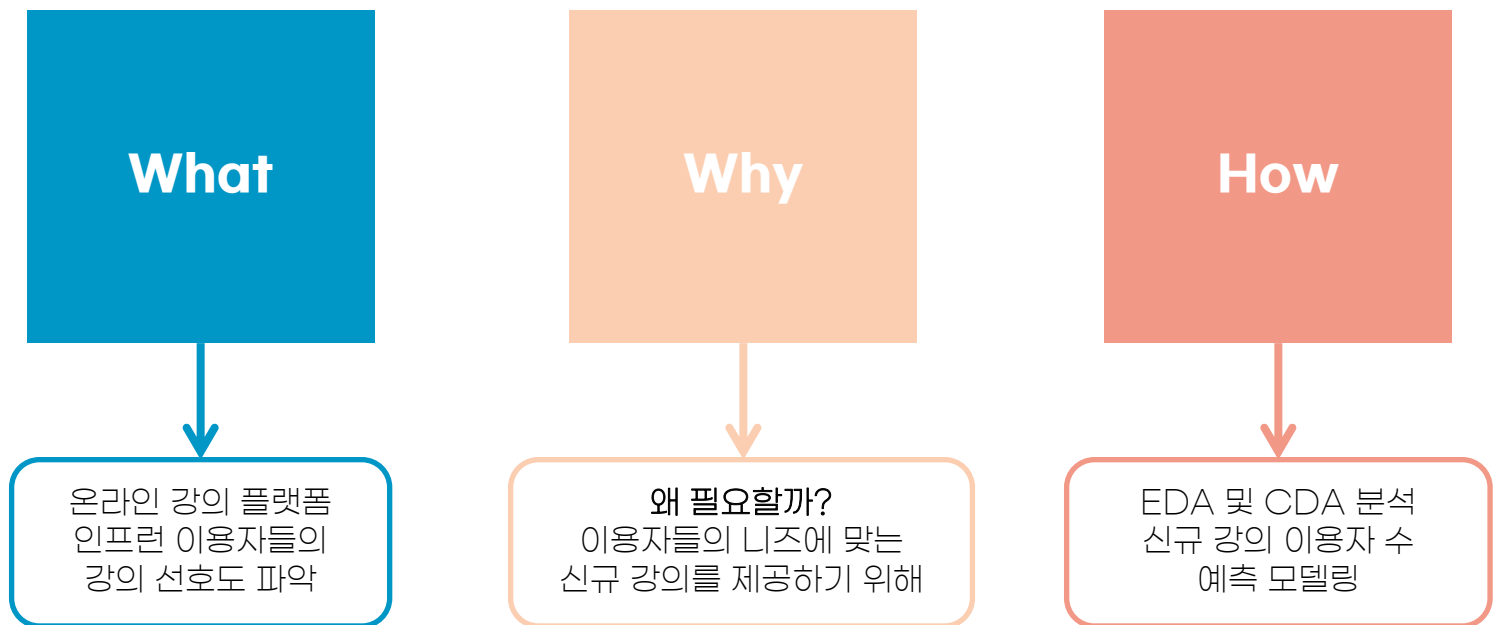 What
Why
How
온라인 강의 플랫폼
인프런 이용자들의
강의 선호도 파악
왜 필요할까?
이용자들의 니즈에 맞는
신규 강의를 제공하기 위해
EDA 및 CDA 분석
신규 강의 이용자 수
예측 모델링